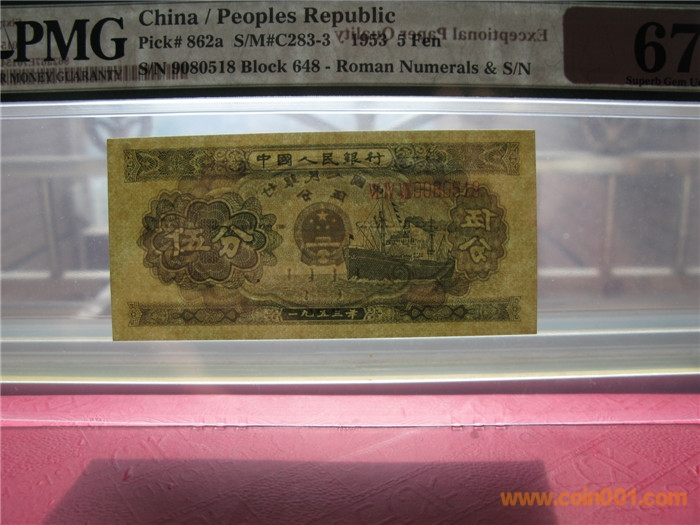 PMG
China / Peoples Republic
Pick# 862a S/M#C283-3 1953 5 Fen
S/N 9080518 Block 648 - Roman Numerals & S/N
Exceptional Paper Quality
67
Superb Gem
R MONEY GUARANTY
中國人民銀行
伍分
伍分
一九五三年
www.coin001.com